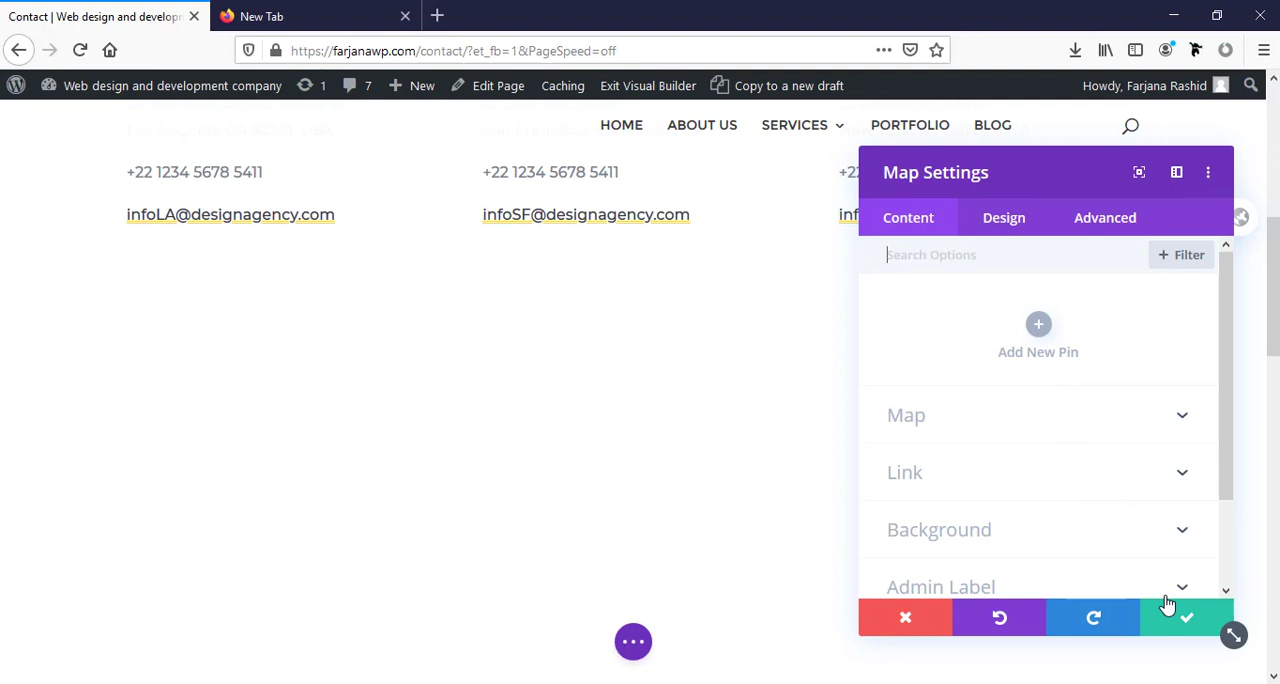 Contact | Web design and developm
New Tab
https://farjanawp.com/contact/?et_fb=1&PageSpeed=off
Web design and development company 1 7 New Edit Page Caching Exit Visual Builder Copy to a new draft Howdy, Farjana Rashid
HOME ABOUT US SERVICES PORTFOLIO BLOG
+22 1234 5678 5411 +22 1234 5678 5411 +22
infoLA@designagency.com infoSF@designagency.com inf
Map Settings
Content Design Advanced
Search Options + Filter
Add New Pin
Map
Link
Background
Admin Label